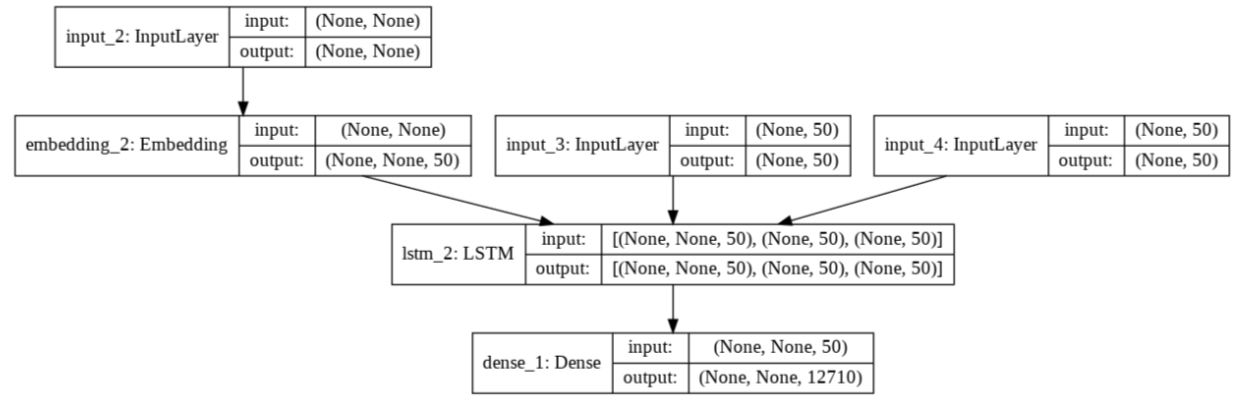 input_2: InputLayer
input: (None, None)
output: (None, None)
embedding_2: Embedding
input: (None, None)
output: (None, None, 50)
input_3: InputLayer
input: (None, 50)
output: (None, 50)
input_4: InputLayer
input: (None, 50)
output: (None, 50)
lstm_2: LSTM
input: [(None, None, 50), (None, 50), (None, 50)]
output: [(None, None, 50), (None, 50), (None, 50)]
dense_1: Dense
input: (None, None, 50)
output: (None, None, 12710)